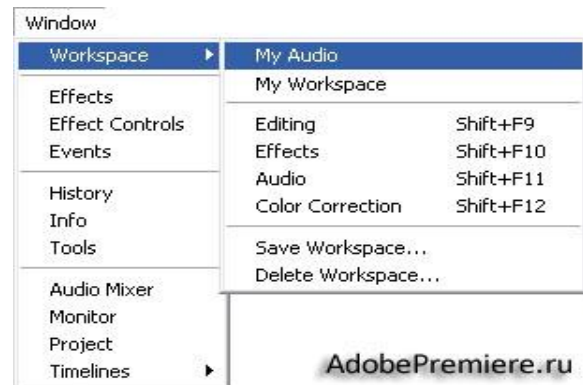 Window
Workspace
Effects
Effect Controls
Events
History
Info
Tools
Audio Mixer
Monitor
Project
Timelines
My Audio
My Workspace
Editing Shift+F9
Effects Shift+F10
Audio Shift+F11
Color Correction Shift+F12
Save Workspace...
Delete Workspace...
AdobePremiere.ru